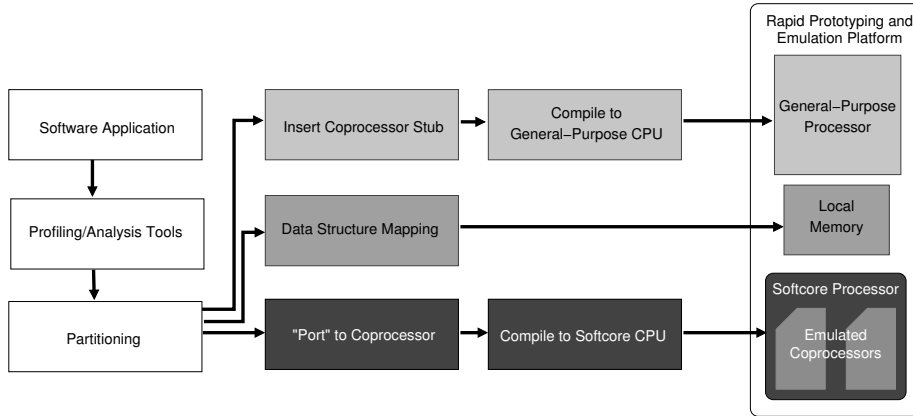 Rapid Prototyping and
Emulation Platform
Software Application
Insert Coprocessor Stub
Compile to
General−Purpose CPU
General−Purpose
Processor
Profiling/Analysis Tools
Data Structure Mapping
Local
Memory
Partitioning
"Port" to Coprocessor
Compile to Softcore CPU
Softcore Processor
Emulated
Coprocessors